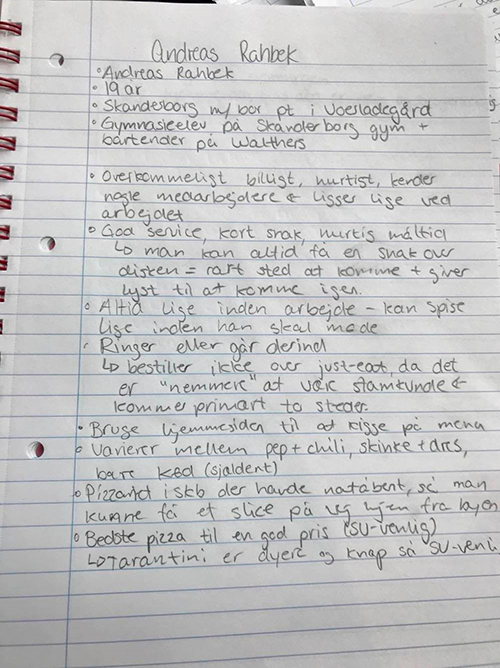 Andreas Rahbek
• Andreas Rahbek
• 19 år
• Skanderborg m/ bor pt i Voerladegård
• Gymnasieelev på Skanderborg gym +
bartender på Walthers
• Overkommeligt billigt, hurtigt, kender
nogle medarbejdere & ligger lige ved
arbejdet
• God service, kort snak, hurtig måltid
↳ man kan altid få en snak over
disken = rart sted at komme + giver
lyst til at komme igen.
• Altid lige inden arbejde - kan spise
lige inden han skal møde
• Ringer eller går derind
↳ bestiller ikke over just-eat, da det
er "nemmere" at være stamkunde &
kommer primært to steder.
• Bruge hjemmesiden til at kigge på menu
• Varierer mellem pep + chili, skinke +
bare kød (sjældent)
• i skb der havde natåbent, så man
kunne få et slice på vej hjem fra byen
• Bedste pizza til en god pris (SU-venlig)
↳ Tarantini er dyere og knap så SU-venli